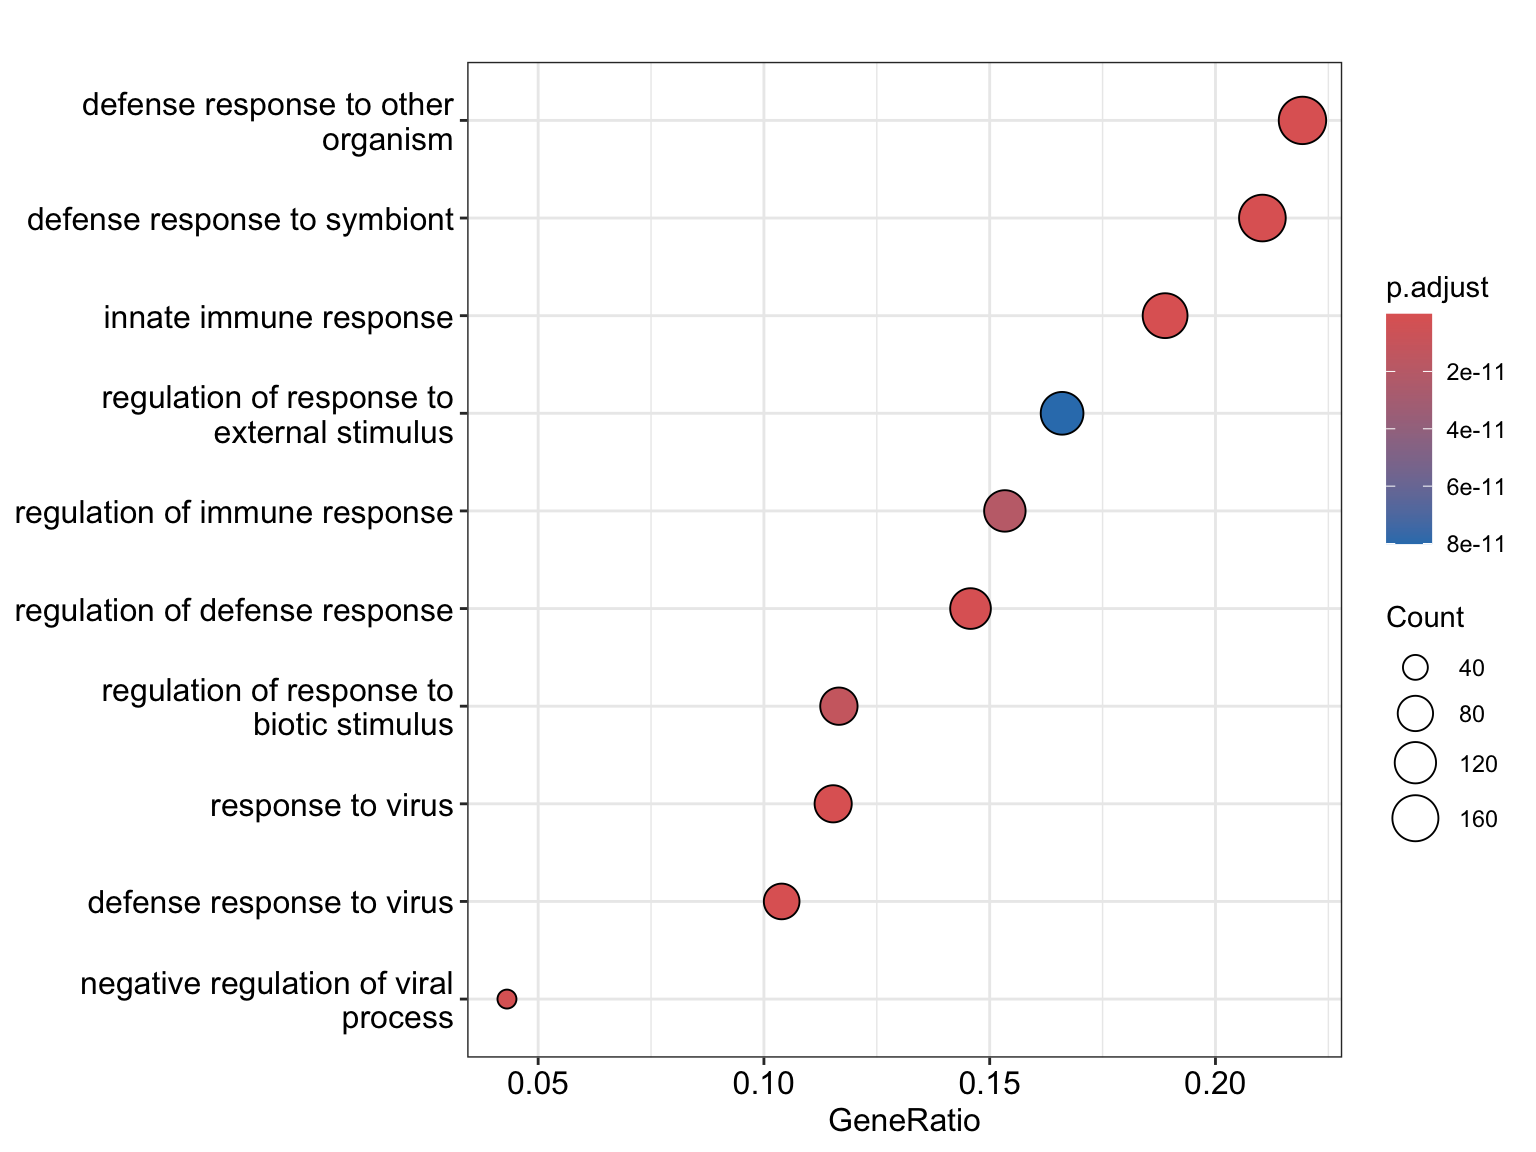 defense response to other
organism
defense response to symbiont
innate immune response
regulation of response to
external stimulus
regulation of immune response
regulation of defense response
regulation of response to
biotic stimulus
response to virus
defense response to virus
negative regulation of viral
process
0.05
0.10
0.15
0.20
GeneRatio
p.adjust
2e-11
4e-11
6e-11
8e-11
Count
40
80
120
160